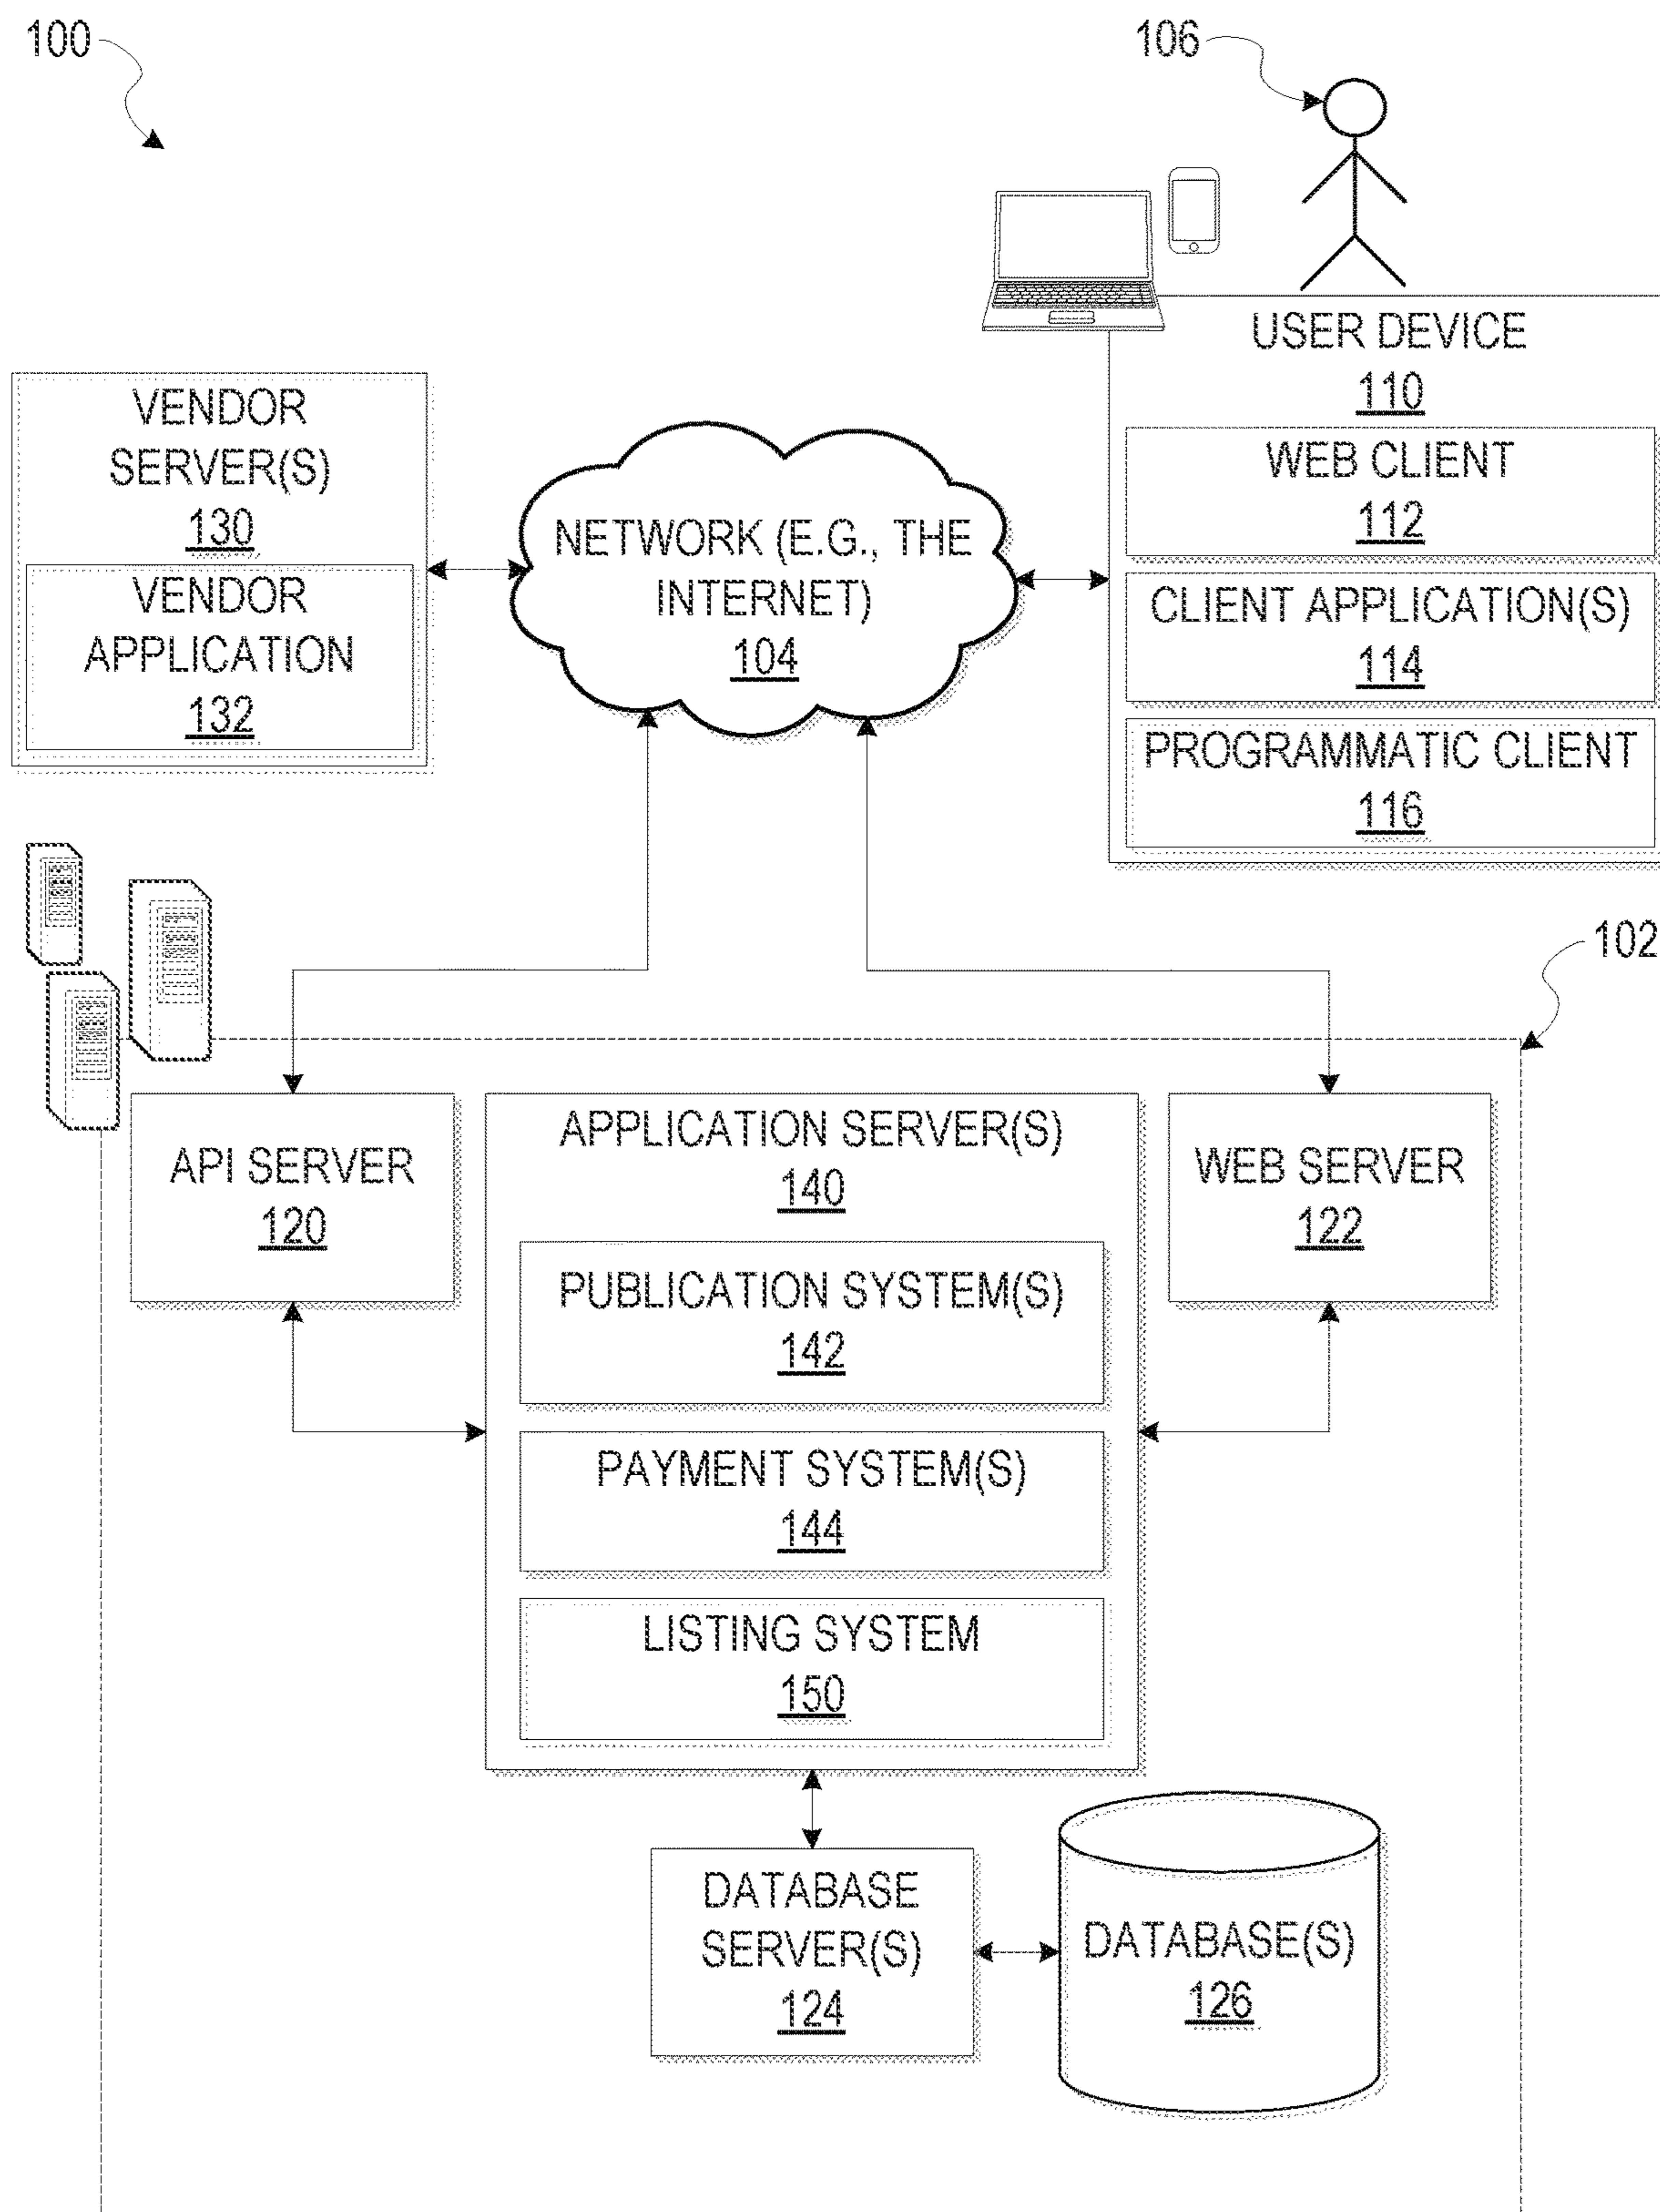 100
106
USER DEVICE
110
WEB CLIENT
112
CLIENT APPLICATION(S)
114
PROGRAMMATIC CLIENT
116
VENDOR
SERVER(S)
130
VENDOR
APPLICATION
132
NETWORK (E.G., THE
INTERNET)
104
102
API SERVER
120
APPLICATION SERVER(S)
140
PUBLICATION SYSTEM(S)
142
PAYMENT SYSTEM(S)
144
LISTING SYSTEM
150
WEB SERVER
122
DATABASE
SERVER(S)
124
DATABASE(S)
126